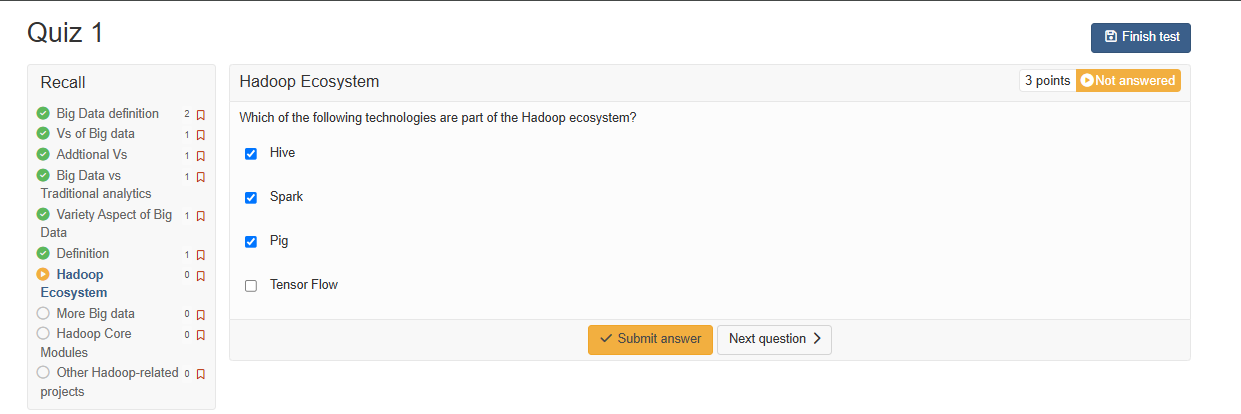 Quiz 1
Finish test
Recall
Big Data definition 2
Vs of Big data 1
Addtional Vs 1
Big Data vs 1
Traditional analytics
Variety Aspect of Big 1
Data
Definition 1
Hadoop 0
Ecosystem
More Big data 0
Hadoop Core 0
Modules
Other Hadoop-related 0
projects
Hadoop Ecosystem
3 points Not answered
Which of the following technologies are part of the Hadoop ecosystem?
Hive
Spark
Pig
Tensor Flow
Submit answer Next question